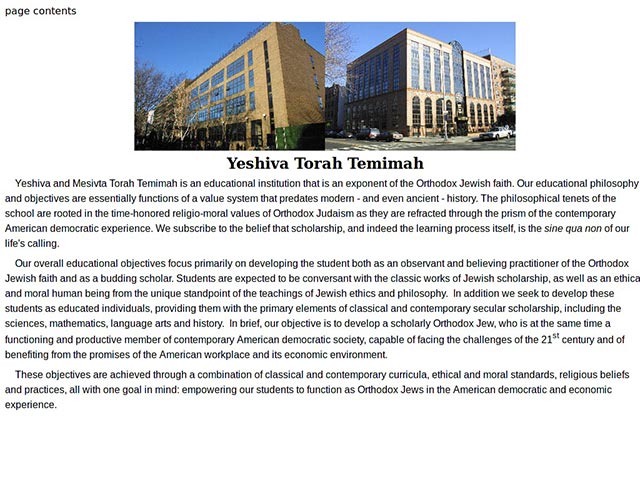 page contents
Yeshiva Torah Temimah
Yeshiva and Mesivta Torah Temimah is an educational institution that is an exponent of the Orthodox Jewish faith. Our educational philosophy
and objectives are essentially functions of a value system that predates modern - and even ancient - history. The philosophical tenets of the
school are rooted in the time-honored religio-moral values of Orthodox Judaism as they are refracted through the prism of the contemporary
American democratic experience. We subscribe to the belief that scholarship, and indeed the learning process itself, is the sine qua non of our
life's calling.
Our overall educational objectives focus primarily on developing the student both as an observant and believing practitioner of the Orthodox
Jewish faith and as a budding scholar. Students are expected to be conversant with the classic works of Jewish scholarship, as well as an ethica
and moral human being from the unique standpoint of the teachings of Jewish ethics and philosophy. In addition we seek to develop these
students as educated individuals, providing them with the primary elements of classical and contemporary secular scholarship, including the
sciences, mathematics, language arts and history. In brief, our objective is to develop a scholarly Orthodox Jew, who is at the same time a
functioning and productive member of contemporary American democratic society, capable of facing the challenges of the 21st century and of
benefiting from the promises of the American workplace and its economic environment.
These objectives are achieved through a combination of classical and contemporary curricula, ethical and moral standards, religious beliefs
and practices, all with one goal in mind: empowering our students to function as Orthodox Jews in the American democratic and economic
experience.